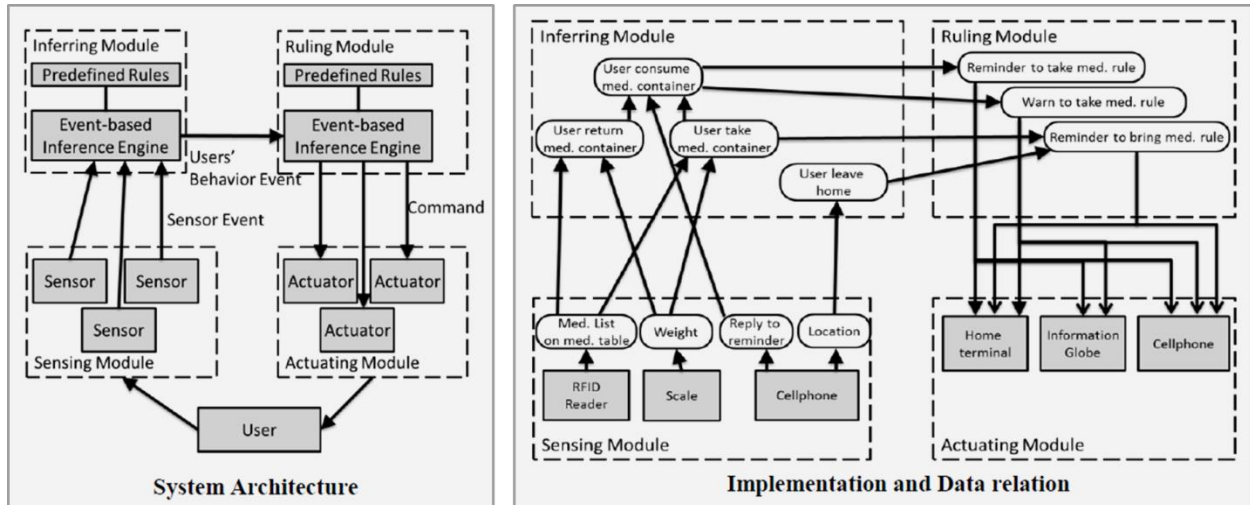 Inferring Module
Predefined Rules
Event-based
Inference Engine
Ruling Module
Predefined Rules
Event-based
Inference Engine
Users'
Behavior Event
Sensor Event
Command
Sensor
Sensor
Sensor
Sensing Module
Actuator
Actuator
Actuator
Actuating Module
User
System Architecture
Inferring Module
User consume
med. container
User return
med. container
User take
med. container
User leave
home
Ruling Module
Reminder to take med. rule
Warn to take med. rule
Reminder to bring med. rule
Med. List
on med. table
Weight
Reply to
reminder
Location
RFID
Reader
Scale
Cellphone
Sensing Module
Home
terminal
Information
Globe
Cellphone
Actuating Module
Implementation and Data relation